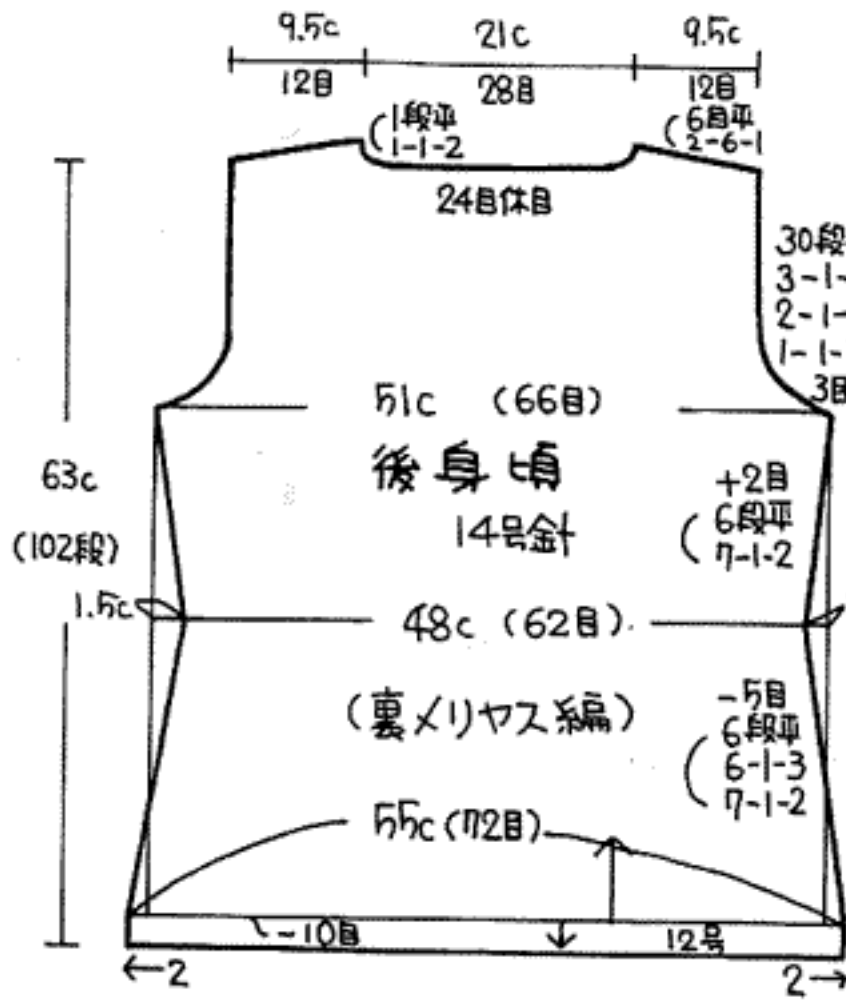 9.5c 21c 9.5c
12目 28目 12目
1段平
1-1-2
6目平
2-6-1
24目休目
30段
3-1-
2-1-
1-1-
3目
51c (66目)
後身頃
14号針
+2目
6段平
7-1-2
63c
(102段)
1.5c
48c (62目)
(裏メリヤス編)
-5目
6段平
6-1-3
7-1-2
55c(72目)
-10目
12号
←2
2→